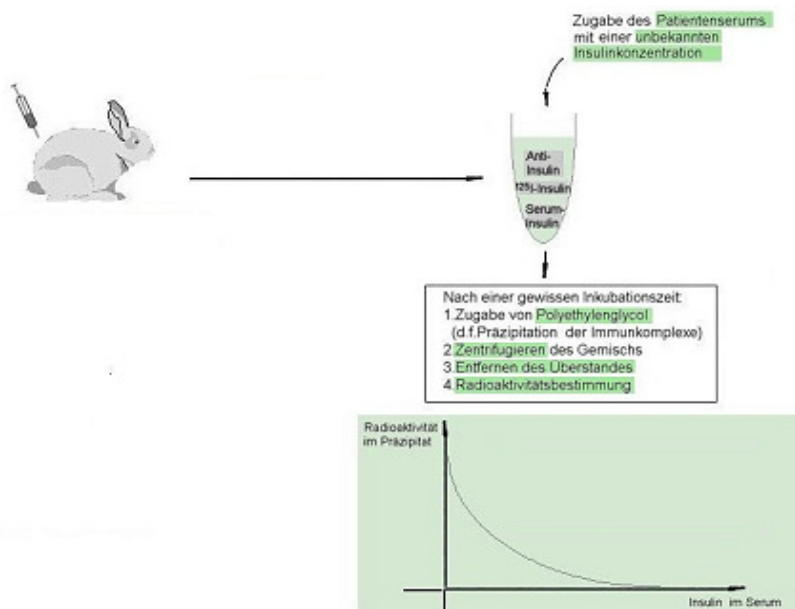 Zugabe des Patientenserums
mit einer unbekannten
Insulinkonzentration
Anti-
Insulin
¹²⁵I-Insulin
Serum-
Insulin
Nach einer gewissen Inkubationszeit:
1.Zugabe von Polyethylenglycol
(d.f.Präzipitation der Immunkomplexe)
2.Zentrifugieren des Gemischs
3.Entfernen des Überstandes
4.Radioaktivitätsbestimmung
Radioaktivität
im Präzipitat
Insulin im Serum